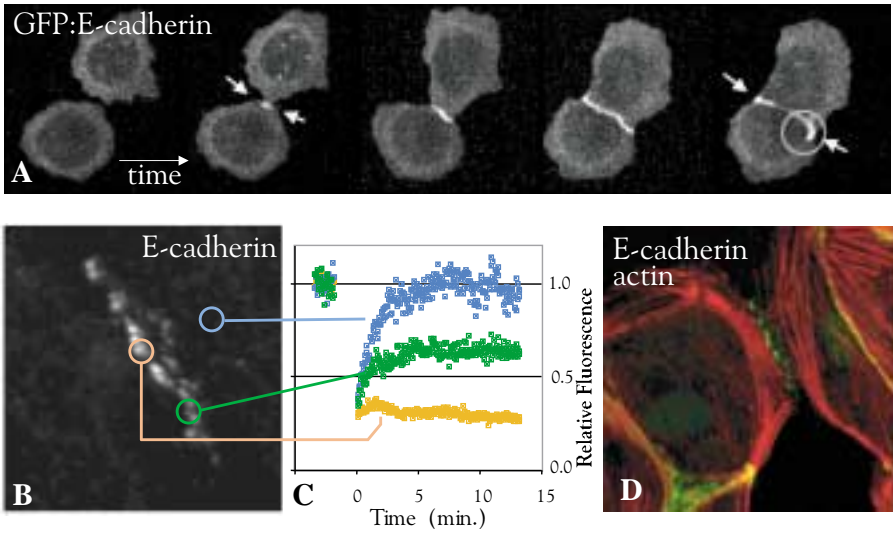 GFP:E-cadherin
A
time
E-cadherin
B
C
1.0
0.5
0.0
Relative Fluorescence
0
5
10
15
Time (min.)
E-cadherin
actin
D